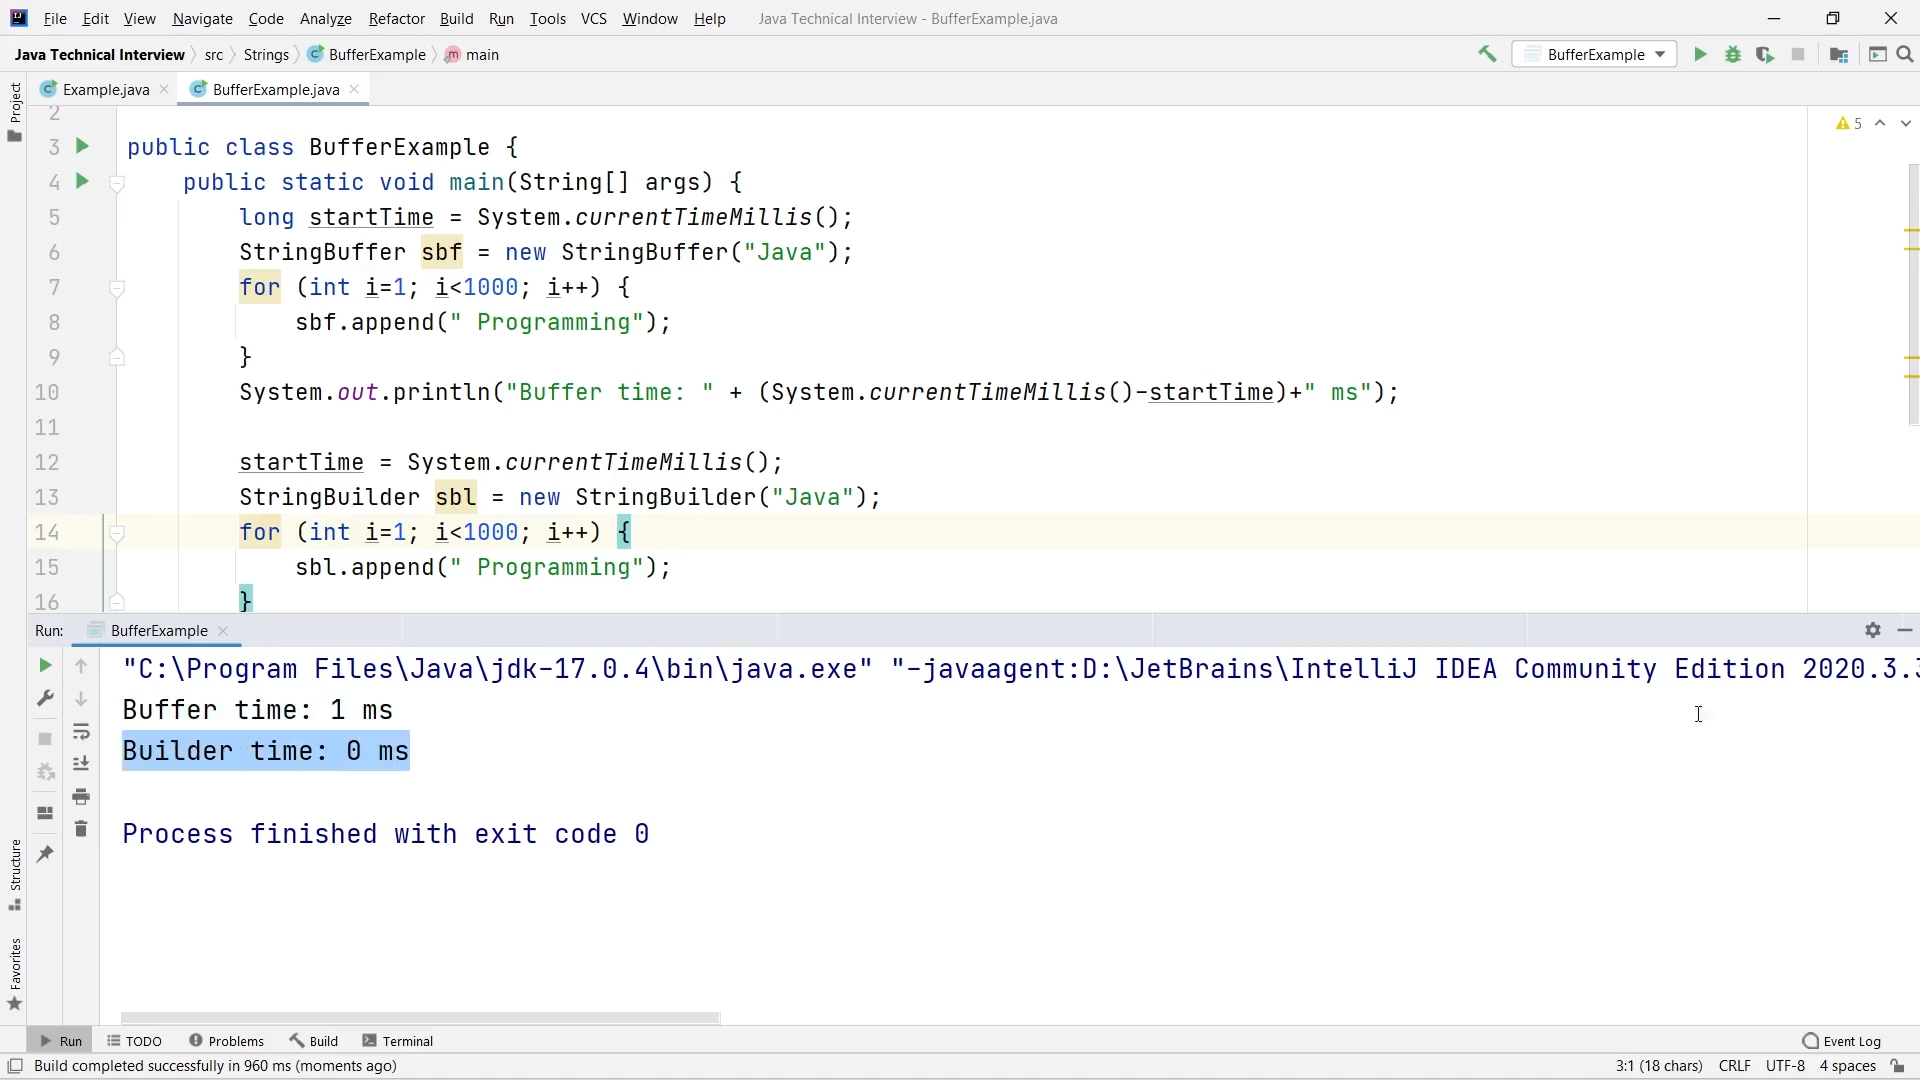 File Edit View Navigate Code Analyze Refactor Build Run Tools VCS Window Help Java Technical Interview - BufferExample.java
Java Technical Interview src Strings BufferExample main BufferExample
Project
Example.java BufferExample.java
2
3 public class BufferExample {
5
4 public static void main(String[] args) {
5 long startTime = System.currentTimeMillis();
6 StringBuffer sbf = new StringBuffer("Java");
7 for (int i=1; i<1000; i++) {
8 sbf.append(" Programming");
9 }
10 System.out.println("Buffer time: " + (System.currentTimeMillis()-startTime)+" ms");
11
12 startTime = System.currentTimeMillis();
13 StringBuilder sbl = new StringBuilder("Java");
14 for (int i=1; i<1000; i++) {
15 sbl.append(" Programming");
16 }
Run: BufferExample
"C:\Program Files\Java\jdk-17.0.4\bin\java.exe" "-javaagent:D:\JetBrains\IntelliJ IDEA Community Edition 2020.3.3
Buffer time: 1 ms
Builder time: 0 ms
Process finished with exit code 0
Structure
Favorites
Run TODO Problems Build Terminal Event Log
Build completed successfully in 960 ms (moments ago) 3:1 (18 chars) CRLF UTF-8 4 spaces